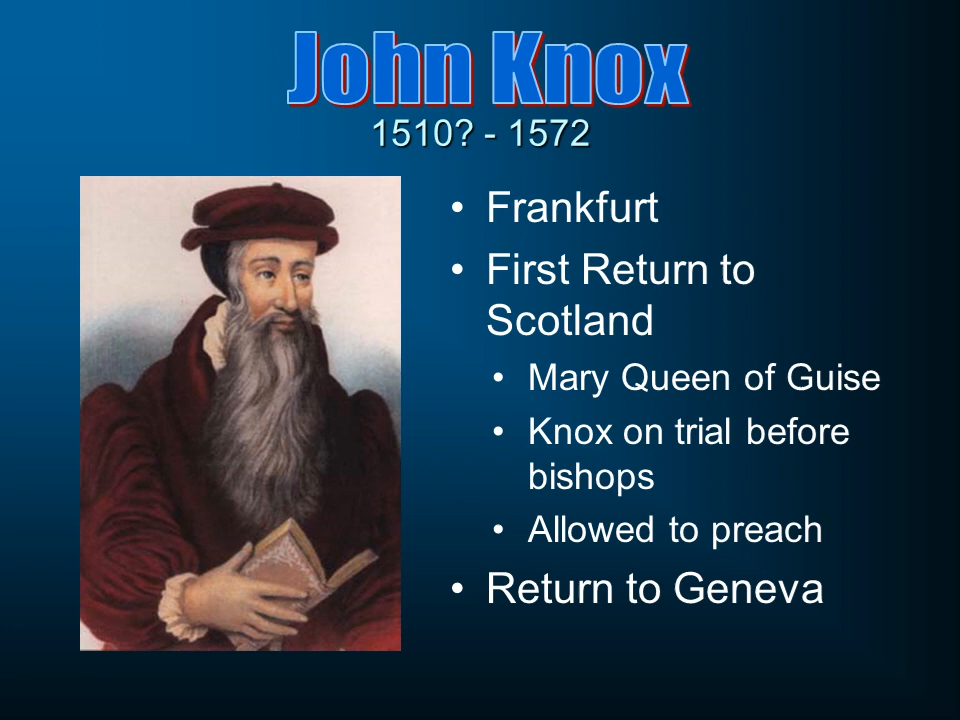 John Knox
1510? - 1572
• Frankfurt
• First Return to
Scotland
• Mary Queen of Guise
• Knox on trial before
bishops
• Allowed to preach
• Return to Geneva